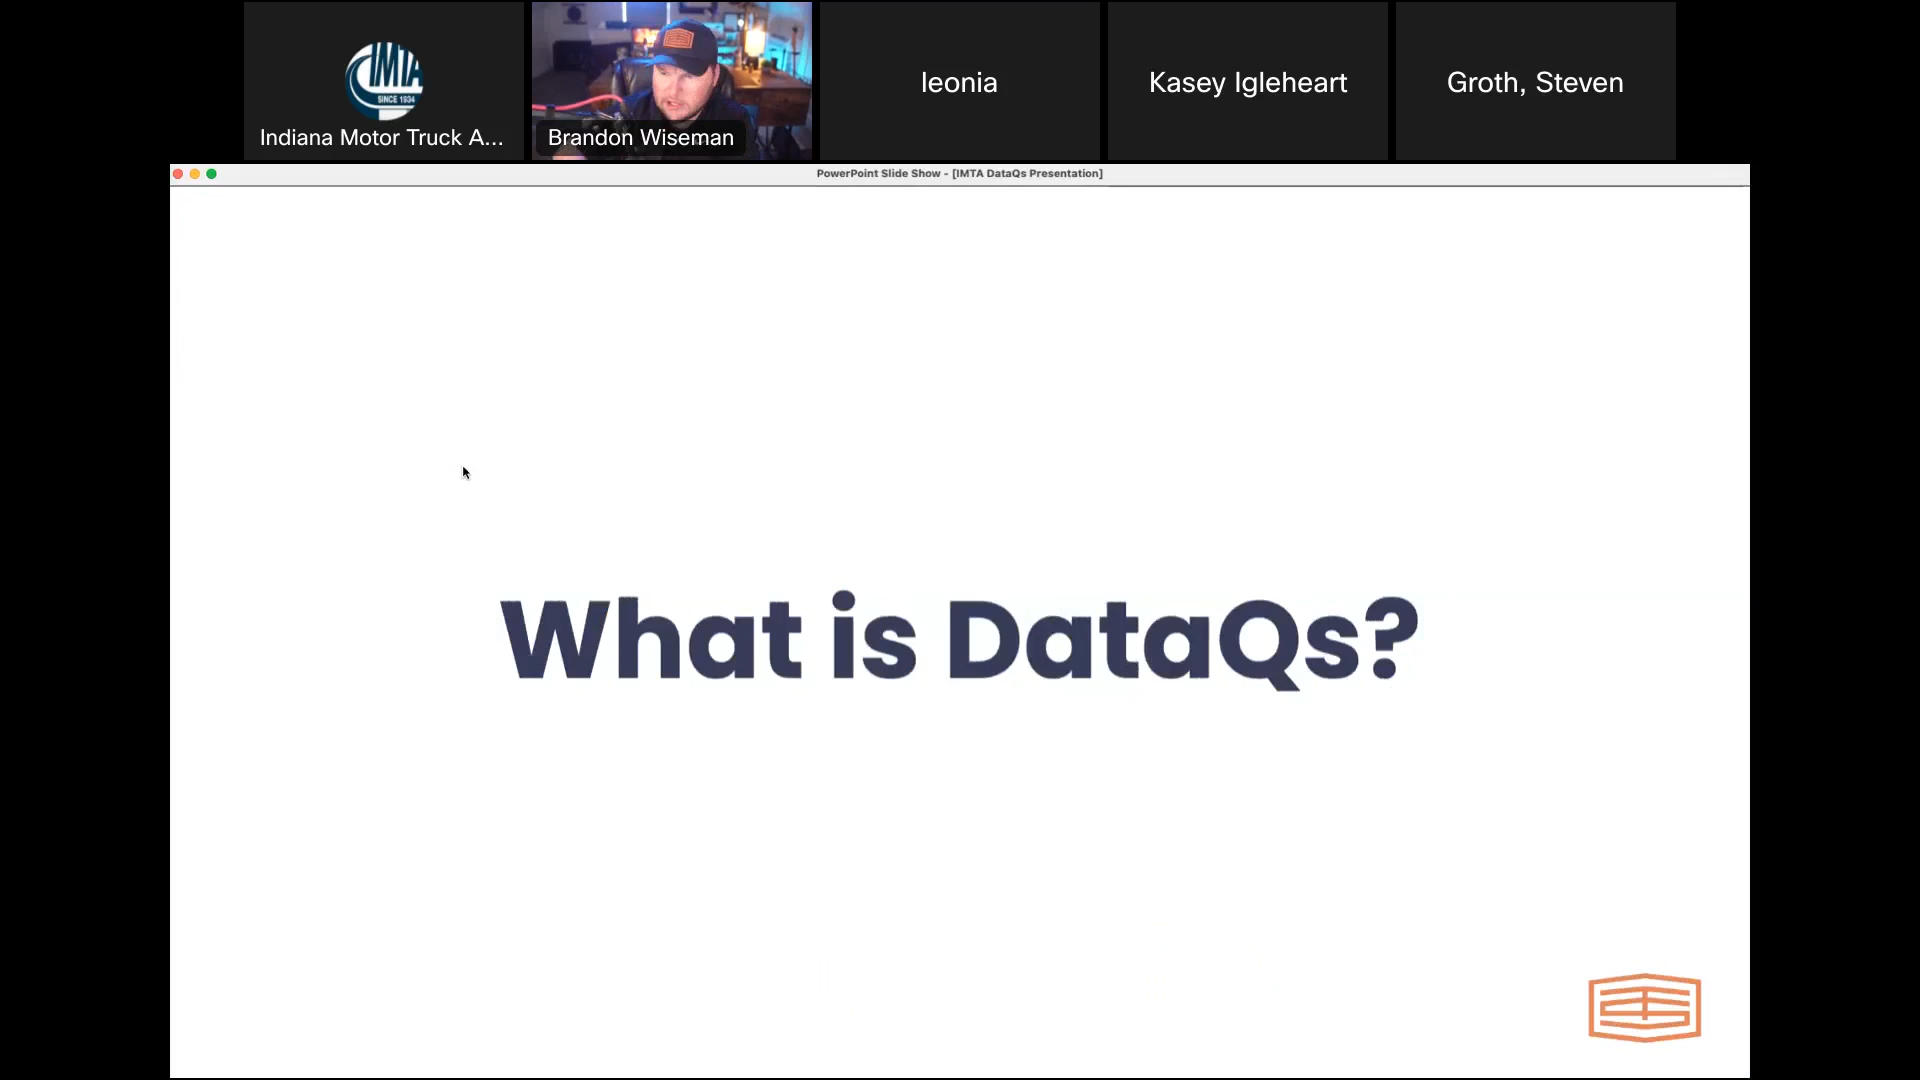 IMTA
SINCE 1934
Indiana Motor Truck A...
Brandon Wiseman
leonia
Kasey Igleheart
Groth, Steven
PowerPoint Slide Show - [IMTA DataQs Presentation]
What is DataQs?